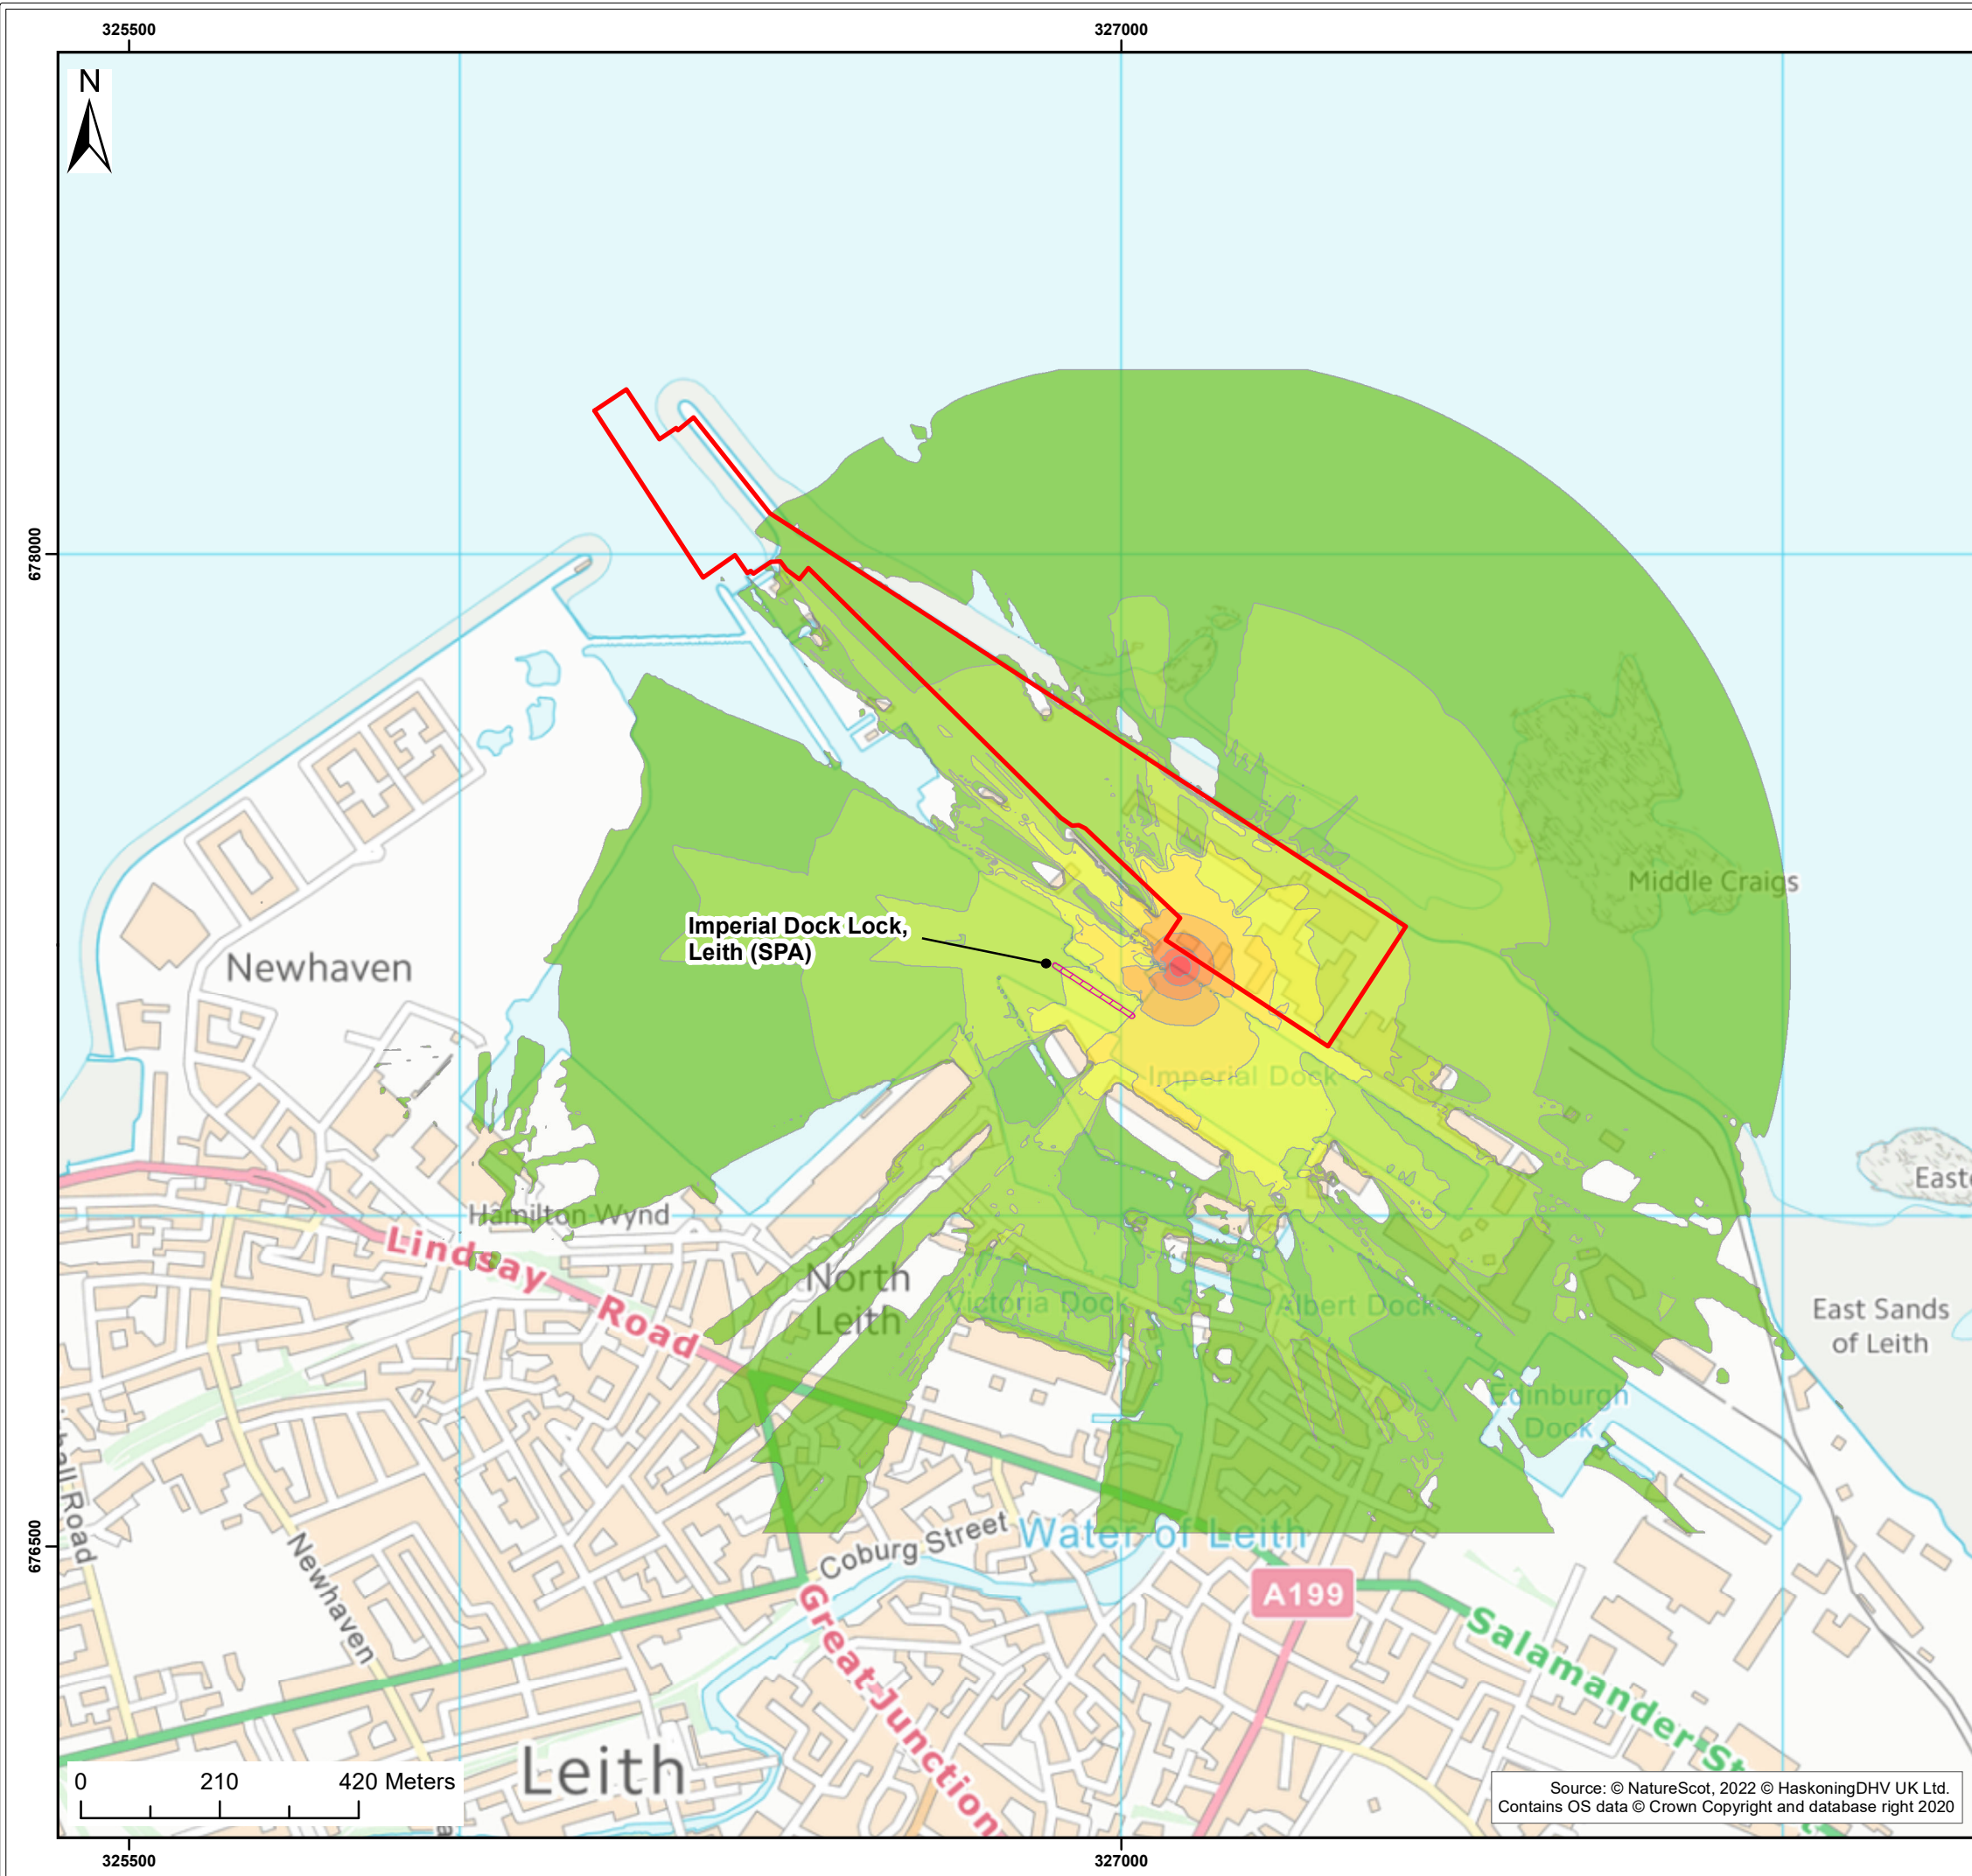 325500
327000
N
678000
Middle Craigs
Imperial Dock Lock,
Leith (SPA)
Newhaven
Imperial Dock
Easte
Hamilton Wynd
Lindsay Road
North
Leith
Victoria Dock
Albert Dock
East Sands
of Leith
Edinburgh
Dock
676500
Road
Newhaven
Coburg Street
Water of Leith
A199
Great Junction
Salamander St
Leith
0 210 420 Meters
Source: © NatureScot, 2022 © HaskoningDHV UK Ltd.
Contains OS data © Crown Copyright and database right 2020
325500
327000